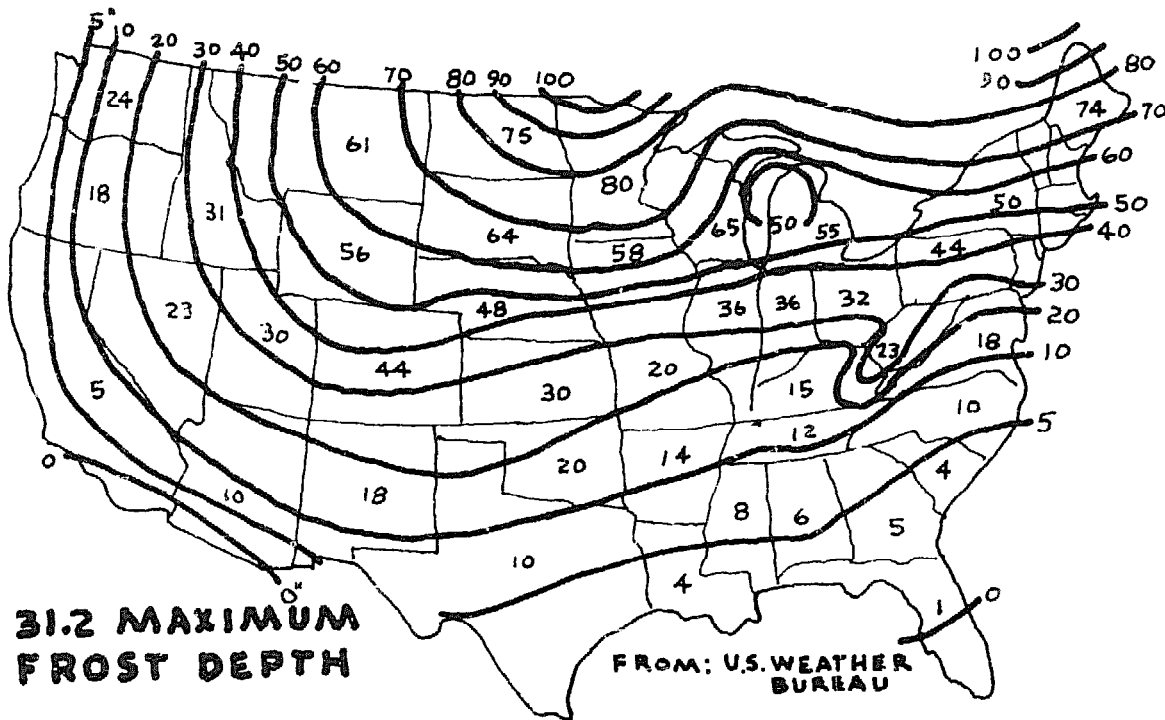 5" 10 20 30 40 50 60 70 80 90 100 100
90 80
24 75 74 70
61 60
18 31 80 50 50
56 64 58 65 50 55 44 40
23 30 48 36 36 32 30
44 23 18 20
5 30 20 15 10
10 12 10 5
0 10 18 20 14 4
8 6 5
10 4
0" 1 0
31.2 MAXIMUM
FROST DEPTH
FROM: U.S. WEATHER
BUREAU